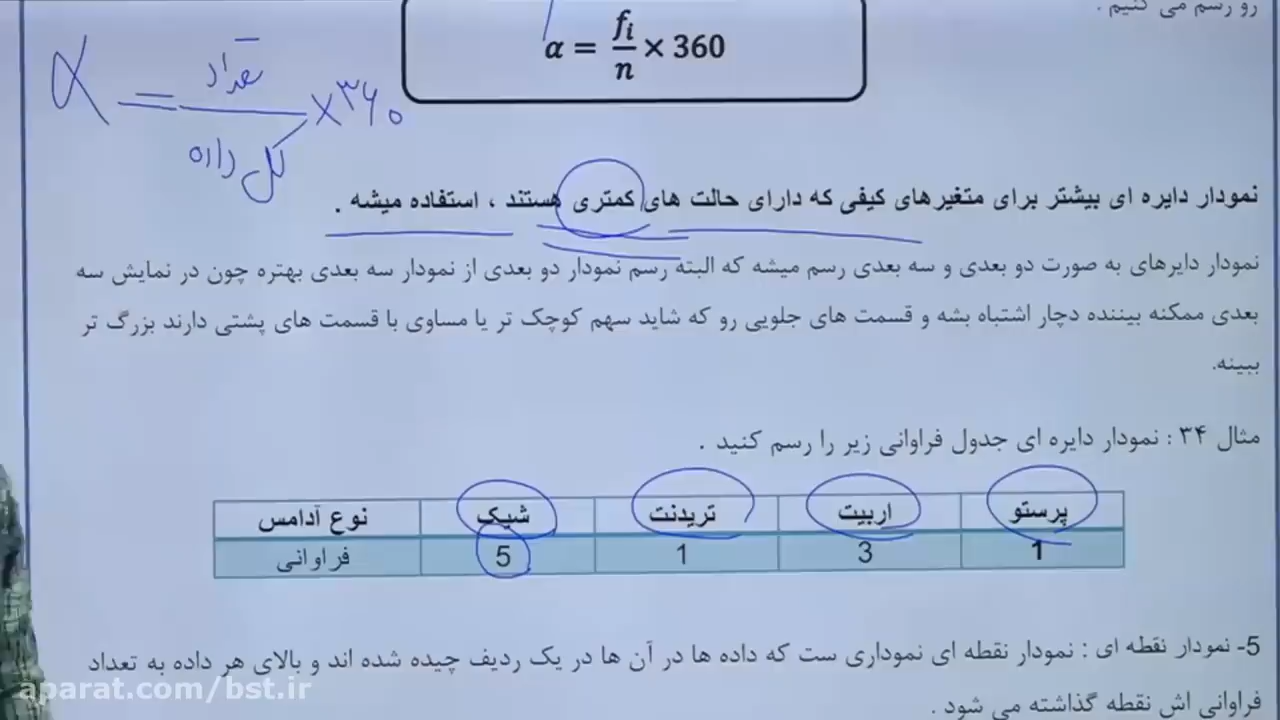 رو رسم می کنیم .
α = fi/n × 360
α = تعداد / کل داده × ۳۶۰
نمودار دایره ای بیشتر برای متغیرهای کیفی که دارای حالت های کمتری هستند ، استفاده میشه .
نمودار دایرهای به صورت دو بعدی و سه بعدی رسم میشه که البته رسم نمودار دو بعدی از نمودار سه بعدی بهتره چون در نمایش سه
بعدی ممکنه بیننده دچار اشتباه بشه و قسمت های جلویی رو که شاید سهم کوچک تر یا مساوی با قسمت های پشتی دارند بزرگ تر
ببینه.
مثال ۳۴ : نمودار دایره ای جدول فراوانی زیر را رسم کنید .
پرستو اربیت تریدنت شیک نوع آدامس
1 3 1 5 فراوانی
5- نمودار نقطه ای : نمودار نقطه ای نموداری ست که داده ها در آن ها در یک ردیف چیده شده اند و بالای هر داده به تعداد
فراوانی اش نقطه گذاشته می شود .
aparat.com/bst.ir